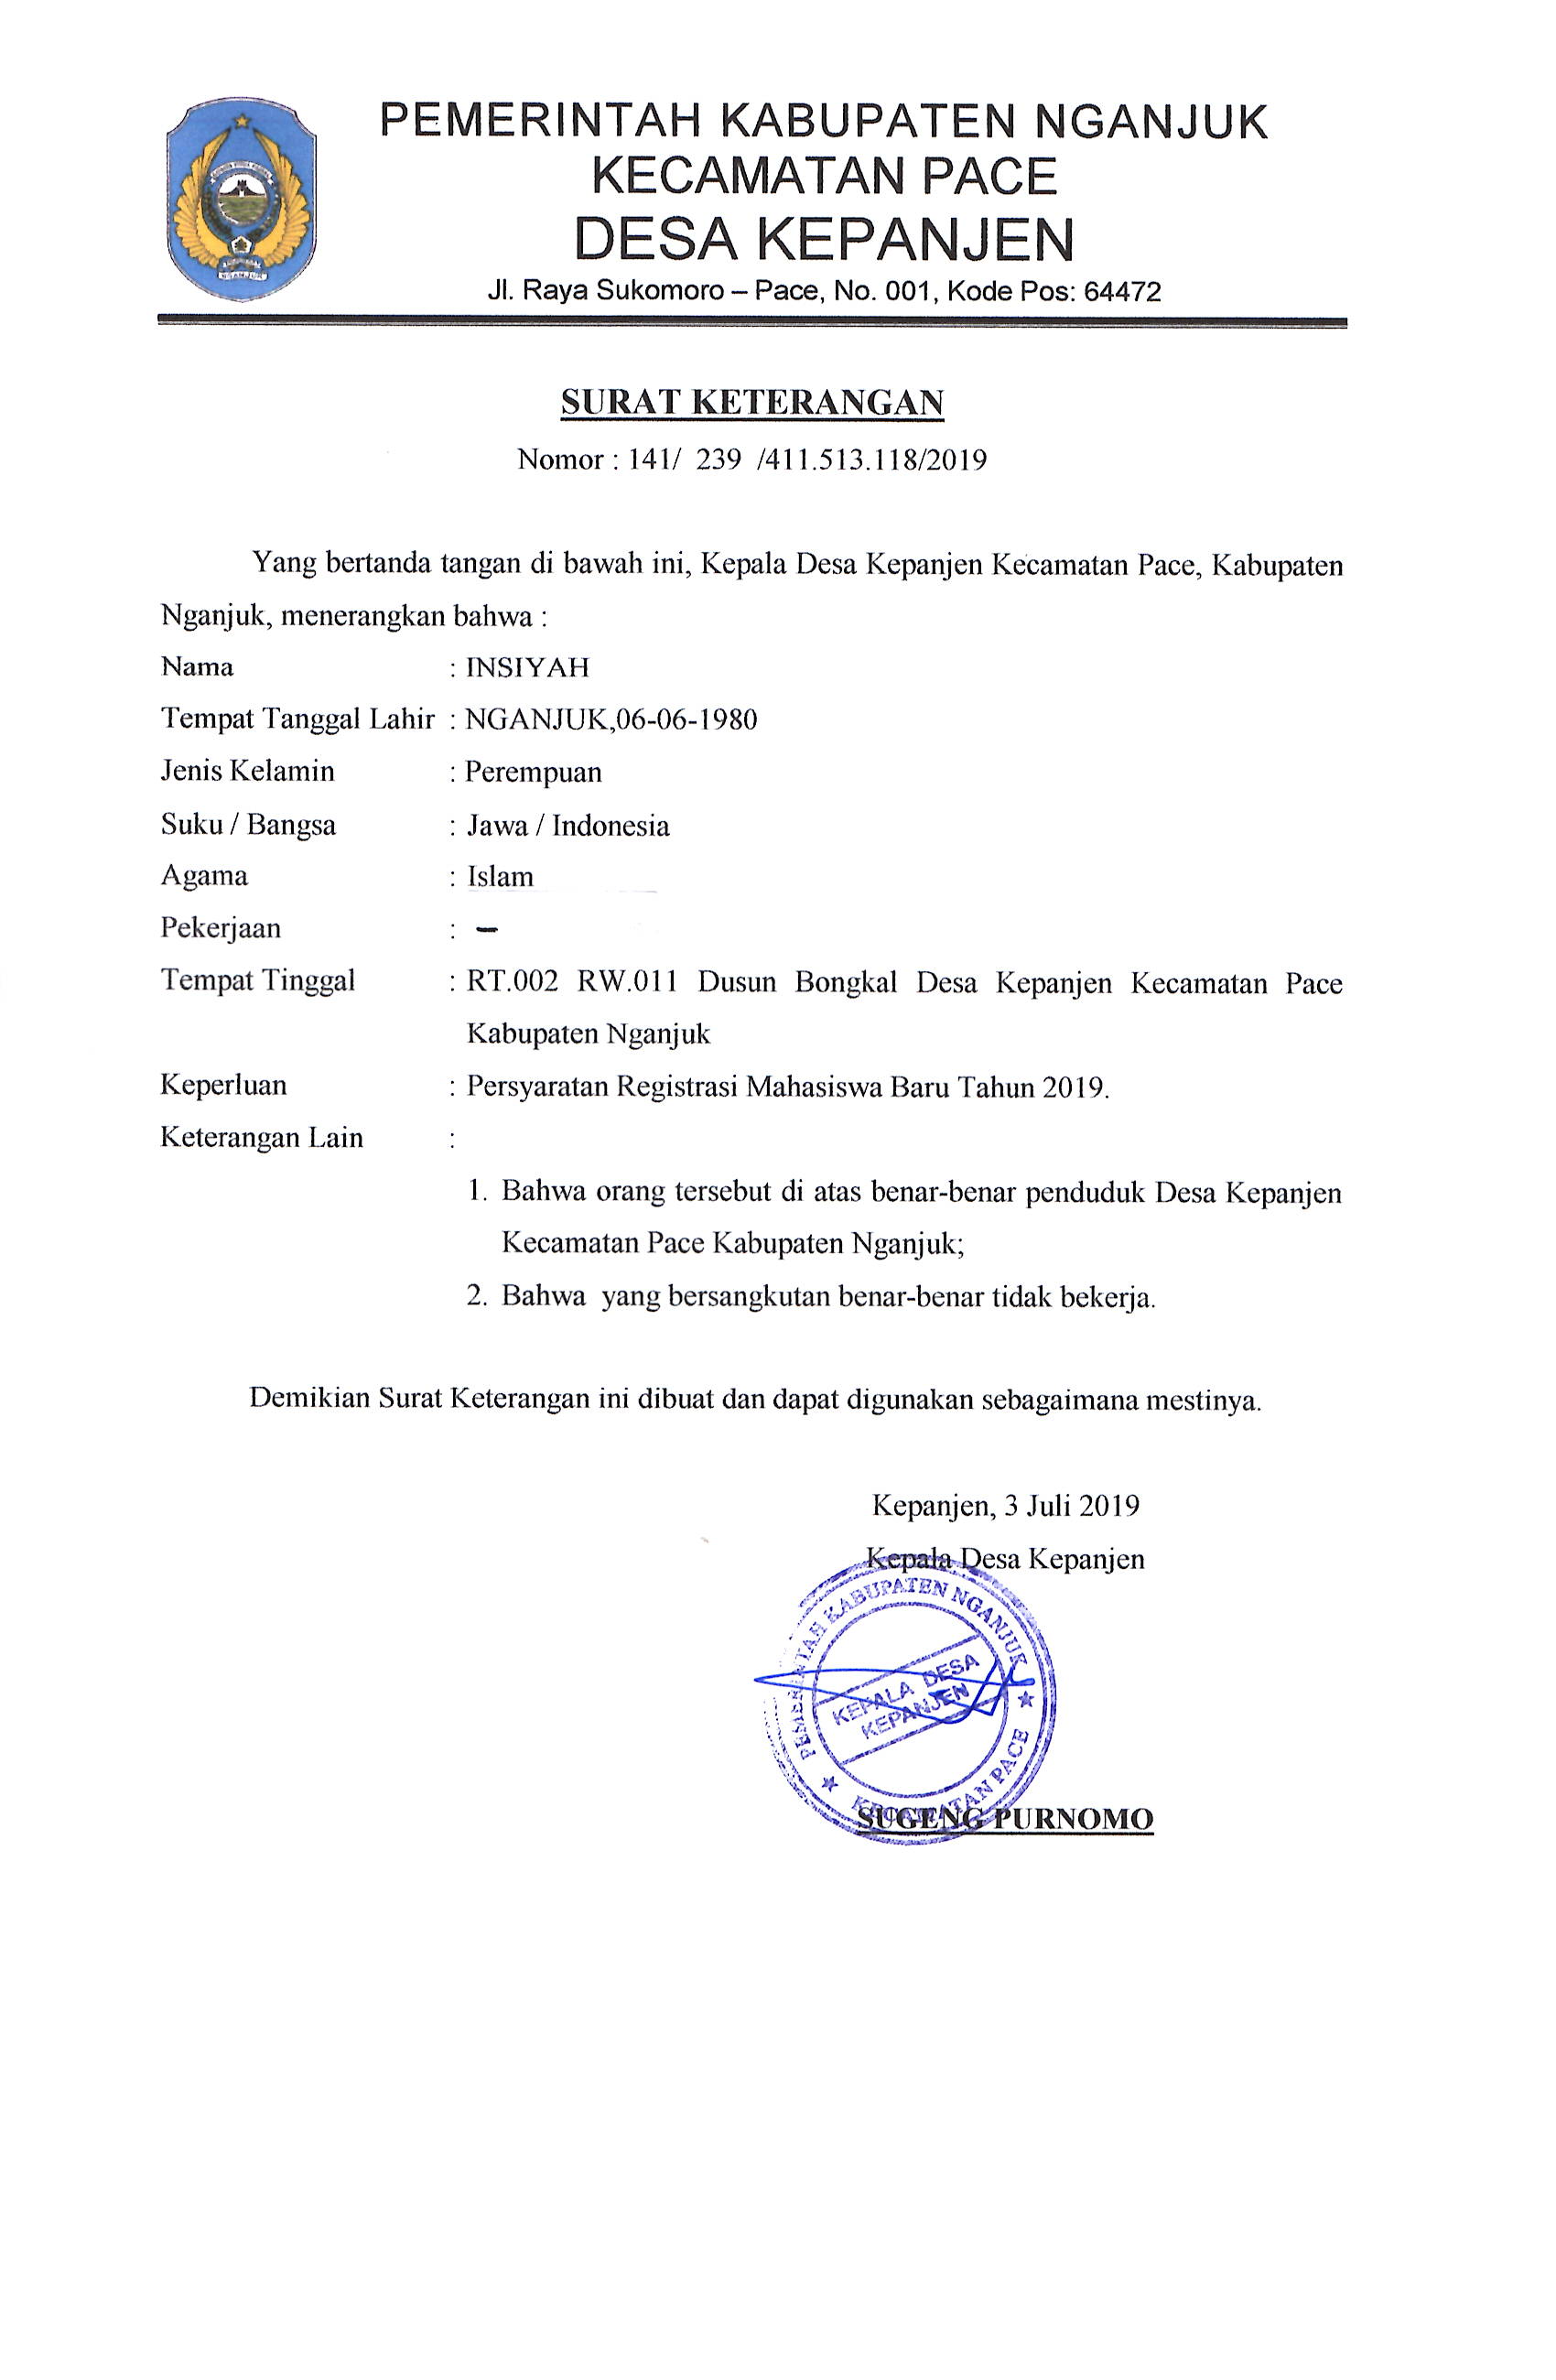 PEMERINTAH KABUPATEN NGANJUK
KECAMATAN PACE
DESA KEPANJEN
Jl. Raya Sukomoro – Pace, No. 001, Kode Pos: 64472
NGANJUK
SURAT KETERANGAN
Nomor : 141/ 239 /411.513.118/2019
Yang bertanda tangan di bawah ini, Kepala Desa Kepanjen Kecamatan Pace, Kabupaten
Nganjuk, menerangkan bahwa :
Nama : INSIYAH
Tempat Tanggal Lahir : NGANJUK,06-06-1980
Jenis Kelamin : Perempuan
Suku / Bangsa : Jawa / Indonesia
Agama : Islam
Pekerjaan : –
Tempat Tinggal : RT.002 RW.011 Dusun Bongkal Desa Kepanjen Kecamatan Pace
Kabupaten Nganjuk
Keperluan : Persyaratan Registrasi Mahasiswa Baru Tahun 2019.
Keterangan Lain :
1. Bahwa orang tersebut di atas benar-benar penduduk Desa Kepanjen
Kecamatan Pace Kabupaten Nganjuk;
2. Bahwa yang bersangkutan benar-benar tidak bekerja.
Demikian Surat Keterangan ini dibuat dan dapat digunakan sebagaimana mestinya.
Kepanjen, 3 Juli 2019
Kepala Desa Kepanjen
PEMERINTAH KABUPATEN NGANJUK
KEPALA DESA
KEPANJEN
KECAMATAN PACE
SUGENG PURNOMO